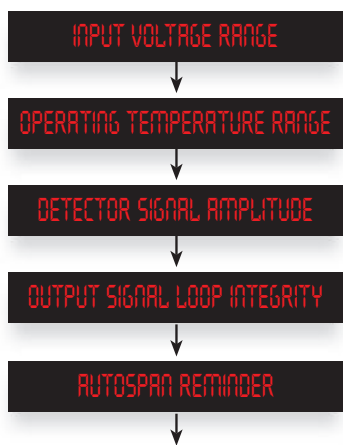 INPUT VOLTAGE RANGE
OPERATING TEMPERATURE RANGE
DETECTOR SIGNAL AMPLITUDE
OUTPUT SIGNAL LOOP INTEGRITY
AUTOSPAN REMINDER